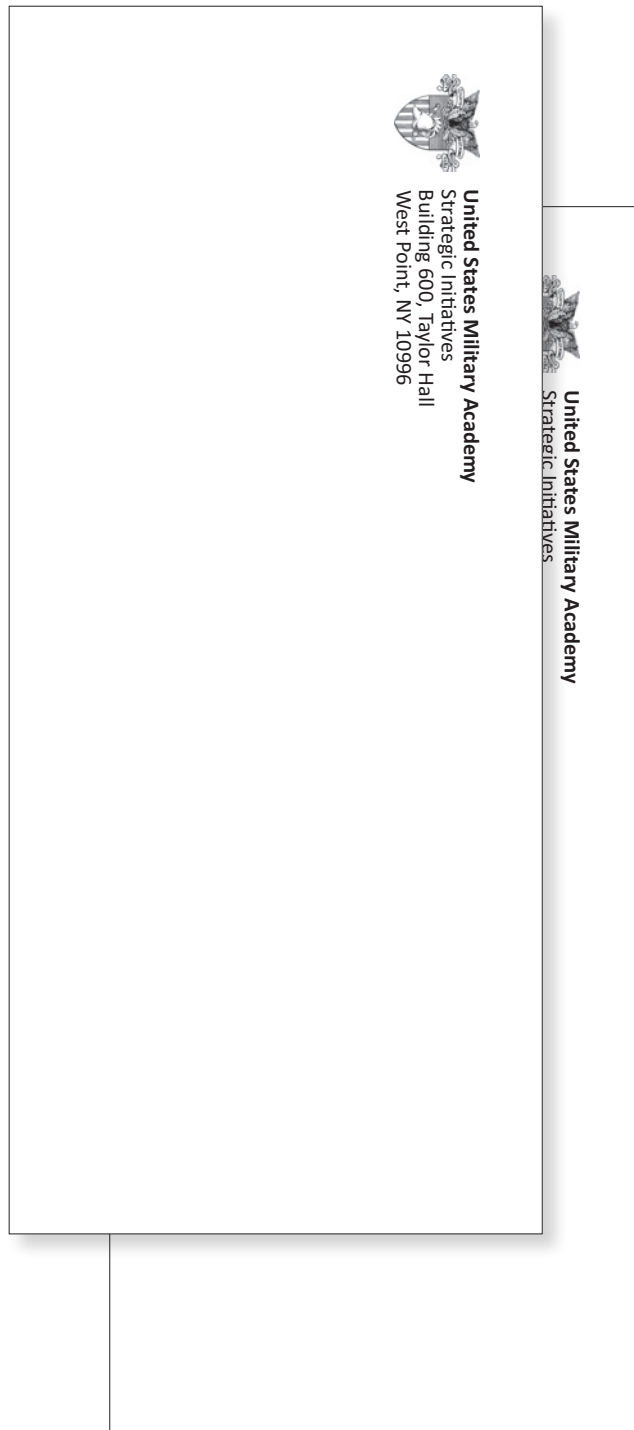 United States Military Academy
Strategic Initiatives
Building 600, Taylor Hall
West Point, NY 10996
United States Military Academy
Strategic Initiatives